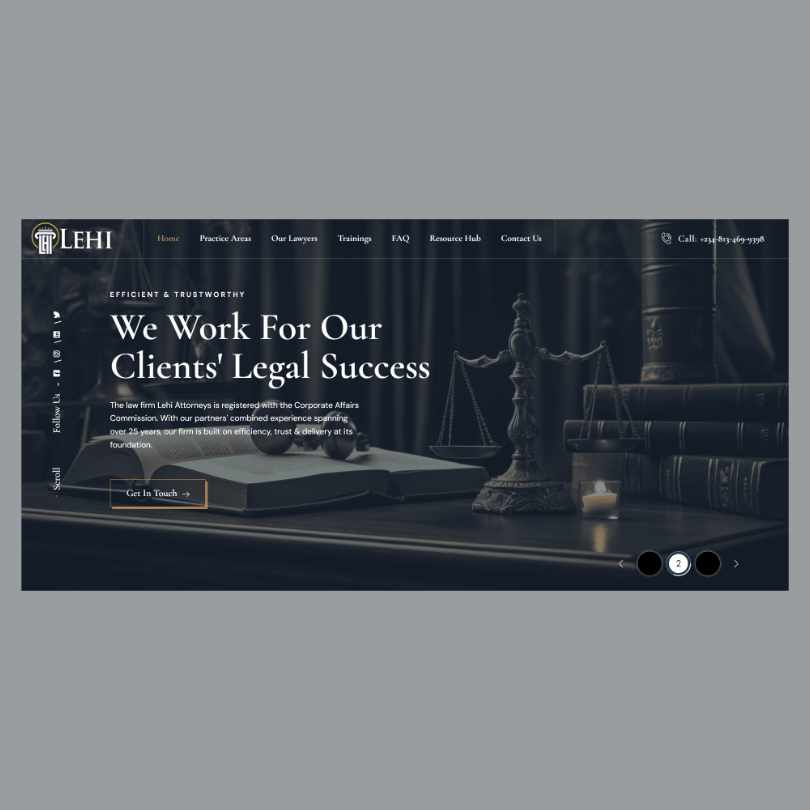 LEHI
Home Practice Areas Our Lawyers Trainings FAQ Resource Hub Contact Us
Call: +234-813-469-9398
EFFICIENT & TRUSTWORTHY
We Work For Our
Clients' Legal Success
The law firm Lehi Attorneys is registered with the Corporate Affairs
Commission. With our partners' combined experience spanning
over 25 years, our firm is built on efficiency, trust & delivery at its
foundation.
Get In Touch →
Follow Us -
- Scroll
2